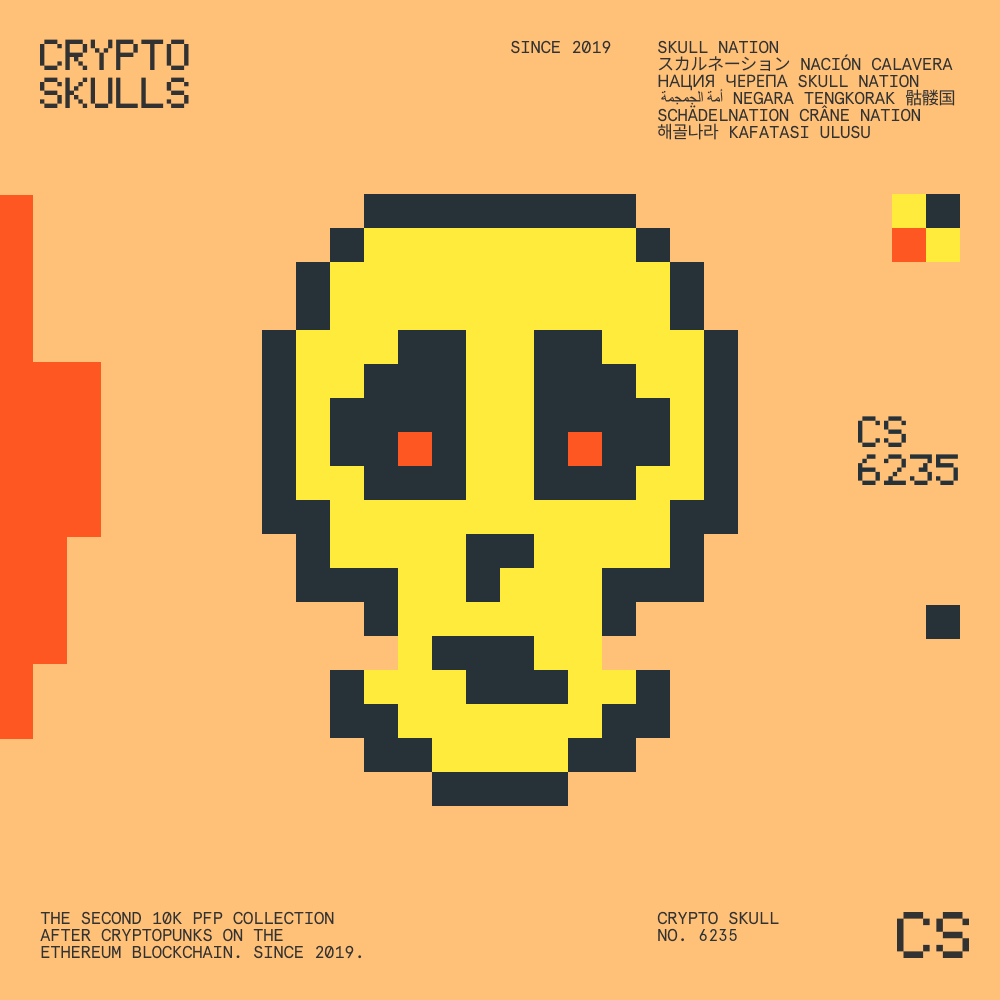 CRYPTO
SKULLS
SINCE 2019
SKULL NATION
スカルネーション NACIÓN CALAVERA
НАЦИЯ ЧЕРЕПА SKULL NATION
أمة الجمجمة NEGARA TENGKORAK 骷髅国
SCHÄDELNATION CRÂNE NATION
해골나라 KAFATASI ULUSU
CS
6235
THE SECOND 10K PFP COLLECTION
AFTER CRYPTOPUNKS ON THE
ETHEREUM BLOCKCHAIN. SINCE 2019.
CRYPTO SKULL
NO. 6235
CS